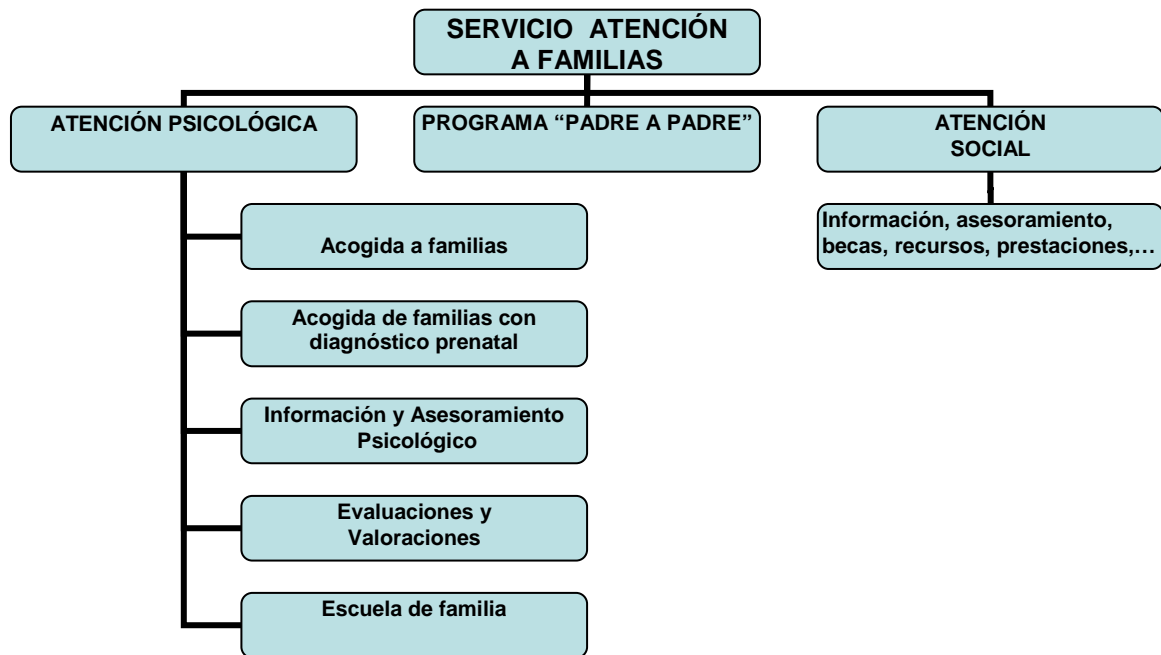 SERVICIO ATENCIÓN
A FAMILIAS
ATENCIÓN PSICOLÓGICA
PROGRAMA “PADRE A PADRE”
ATENCIÓN
SOCIAL
Acogida a familias
Acogida de familias con
diagnóstico prenatal
Información y Asesoramiento
Psicológico
Evaluaciones y
Valoraciones
Escuela de familia
Información, asesoramiento,
becas, recursos, prestaciones,…